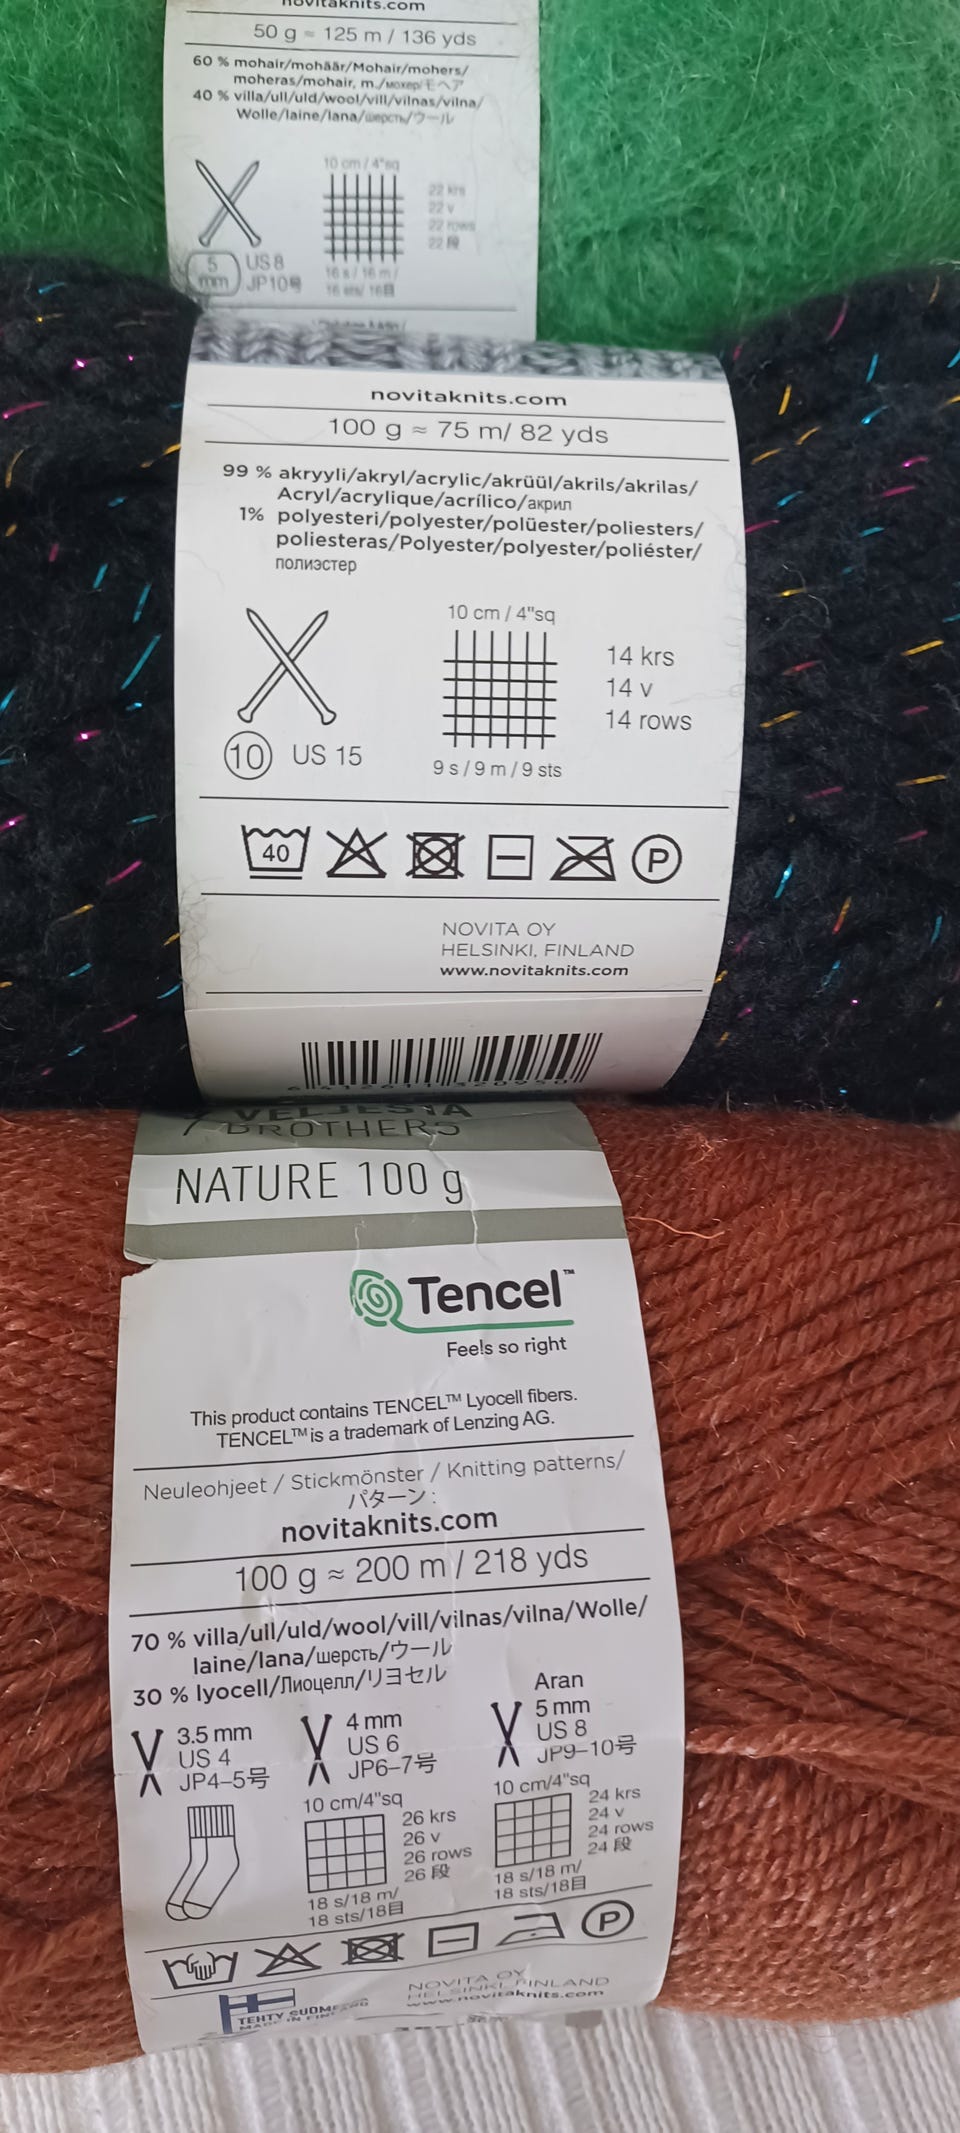 novitaknits.com
50 g ≈ 125 m / 136 yds
60 % mohair/mohäär/Mohair/mohers/
moheras/mohair, m./мохер/モヘア
40 % villa/ull/uld/wool/vill/vilnas/vilna/
Wolle/laine/lana/шерсть/ウール
10 cm / 4"sq
22 krs
22 v
22 rows
22 段
5 mm
US 8
JP10号
16 s / 16 m /
16 sts/ 16目
novitaknits.com
100 g ≈ 75 m/ 82 yds
99 % akryyli/akryl/acrylic/akrüül/akrils/akrilas/
Acryl/acrylique/acrílico/акрил
1% polyesteri/polyester/polüester/poliesters/
poliesteras/Polyester/polyester/poliéster/
полиэстер
10 cm / 4"sq
14 krs
14 v
14 rows
10 US 15
9 s / 9 m / 9 sts
40
P
NOVITA OY
HELSINKI, FINLAND
www.novitaknits.com
7 VELJESTÄ
BROTHERS
NATURE 100 g
Tencel™
Feels so right
This product contains TENCEL™ Lyocell fibers.
TENCEL™ is a trademark of Lenzing AG.
Neuleohjeet / Stickmönster / Knitting patterns/
パターン :
novitaknits.com
100 g ≈ 200 m / 218 yds
70 % villa/ull/uld/wool/vill/vilnas/vilna/Wolle/
laine/lana/шерсть/ウール
30 % lyocell/Лиоцелл/リヨセル
3.5 mm
US 4
JP4–5号
4 mm
US 6
JP6–7号
10 cm/4"sq
26 krs
26 v
26 rows
26 段
18 s/18 m/
18 sts/18目
Aran
5 mm
US 8
JP9–10号
10 cm/4"sq
24 krs
24 v
24 rows
24 段
18 s/18 m/
18 sts/18目
P
TEHTY SUOM
MADE IN FIN
NOVITA OY
HELSINKI, FINLAND
www.novitaknits.com